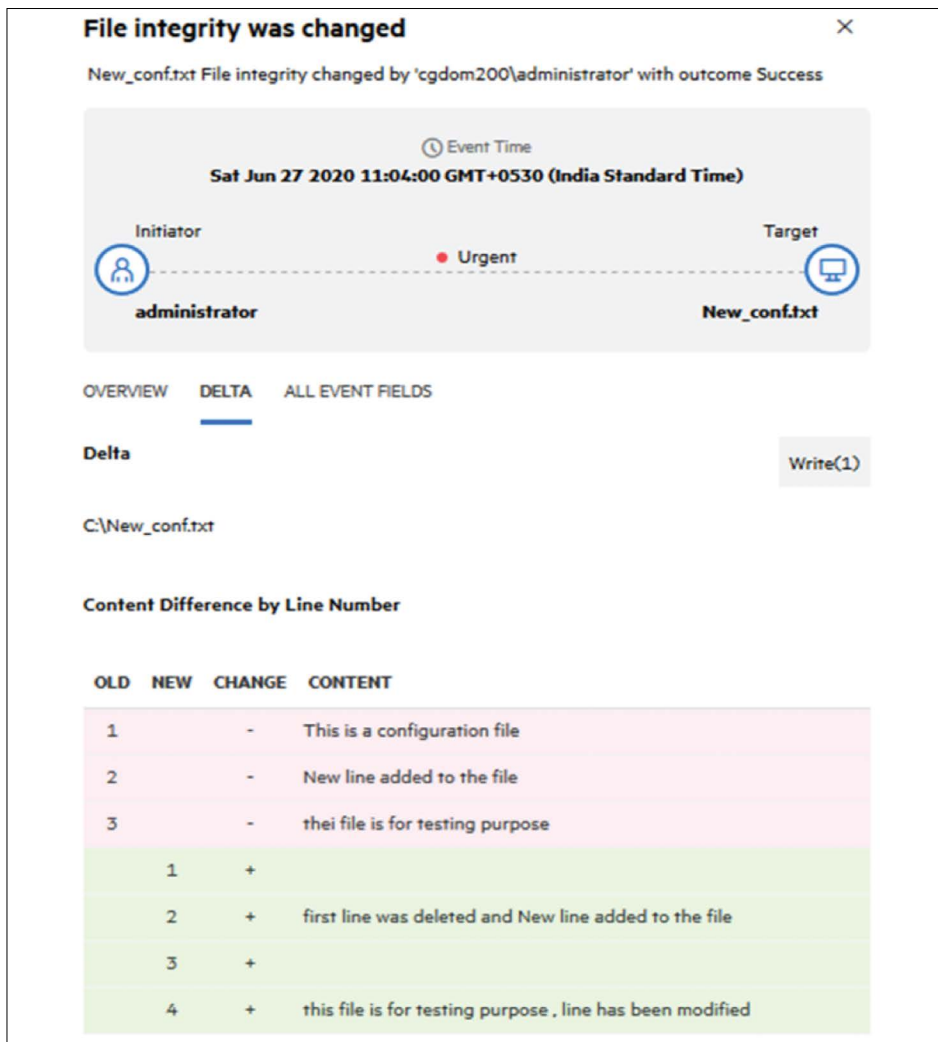 File integrity was changed
New_conf.txt File integrity changed by 'cgdom200\administrator' with outcome Success
Event Time
Sat Jun 27 2020 11:04:00 GMT+0530 (India Standard Time)
Initiator
Target
Urgent
administrator
New_conf.txt
OVERVIEW DELTA ALL EVENT FIELDS
Delta
Write(1)
C:\New_conf.txt
Content Difference by Line Number
OLD NEW CHANGE CONTENT
1 - This is a configuration file
2 - New line added to the file
3 - thei file is for testing purpose
1 +
2 + first line was deleted and New line added to the file
3 +
4 + this file is for testing purpose , line has been modified